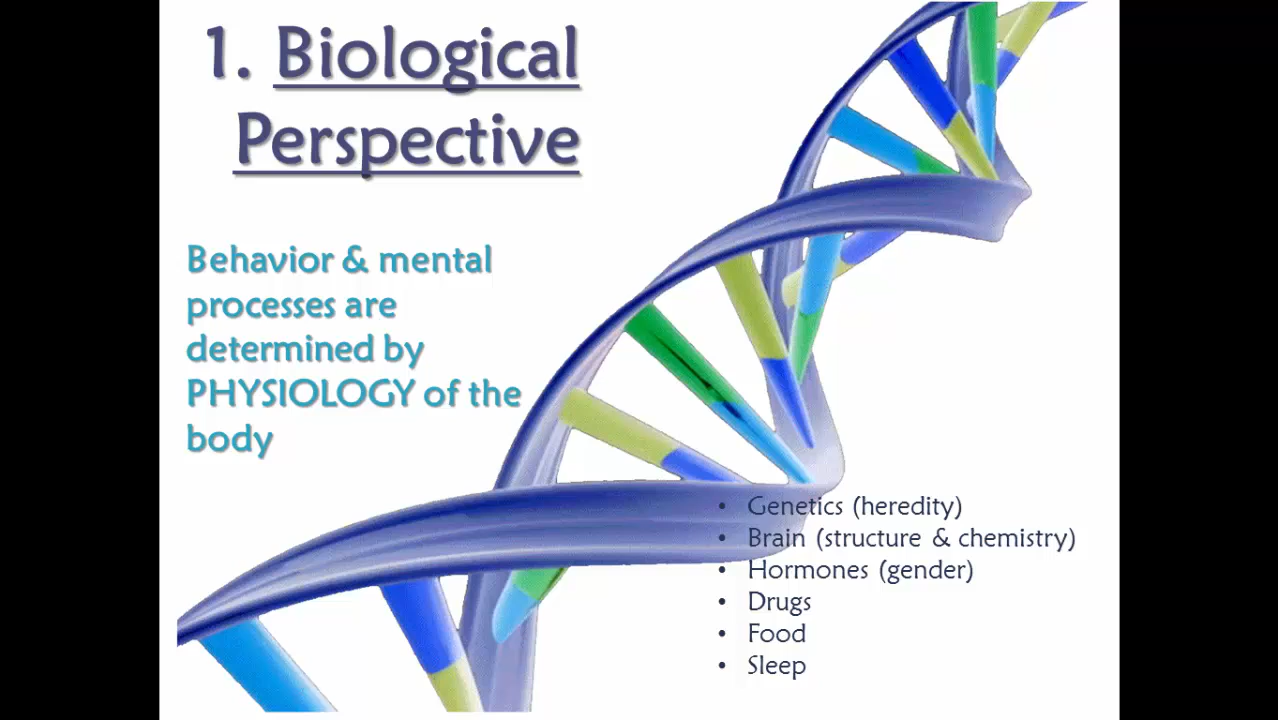 1. Biological
Perspective
Behavior & mental
processes are
determined by
PHYSIOLOGY of the
body
• Genetics (heredity)
• Brain (structure & chemistry)
• Hormones (gender)
• Drugs
• Food
• Sleep